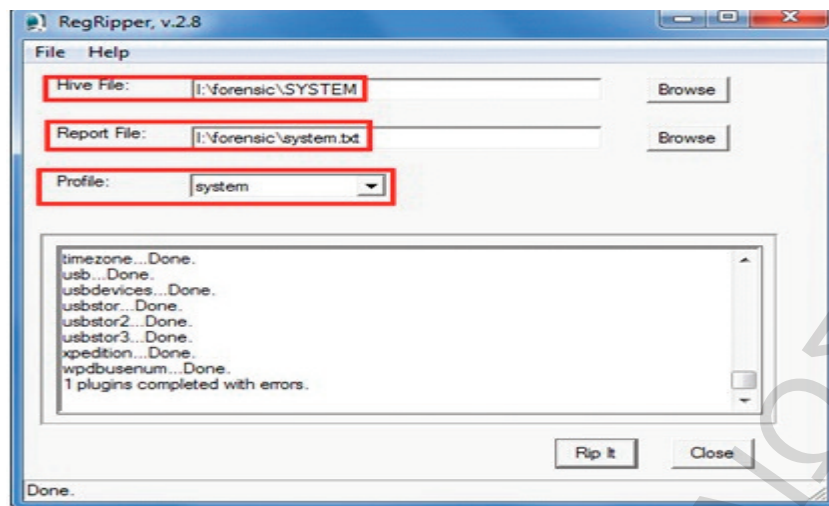 RegRipper, v.2.8
File Help
Hive File: I:\forensic\SYSTEM Browse
Report File: I:\forensic\system.txt Browse
Profile: system
timezone...Done.
usb...Done.
usbdevices...Done.
usbstor...Done.
usbstor2...Done.
usbstor3...Done.
xpedition...Done.
wpdbusenum...Done.
1 plugins completed with errors.
Rip It Close
Done.